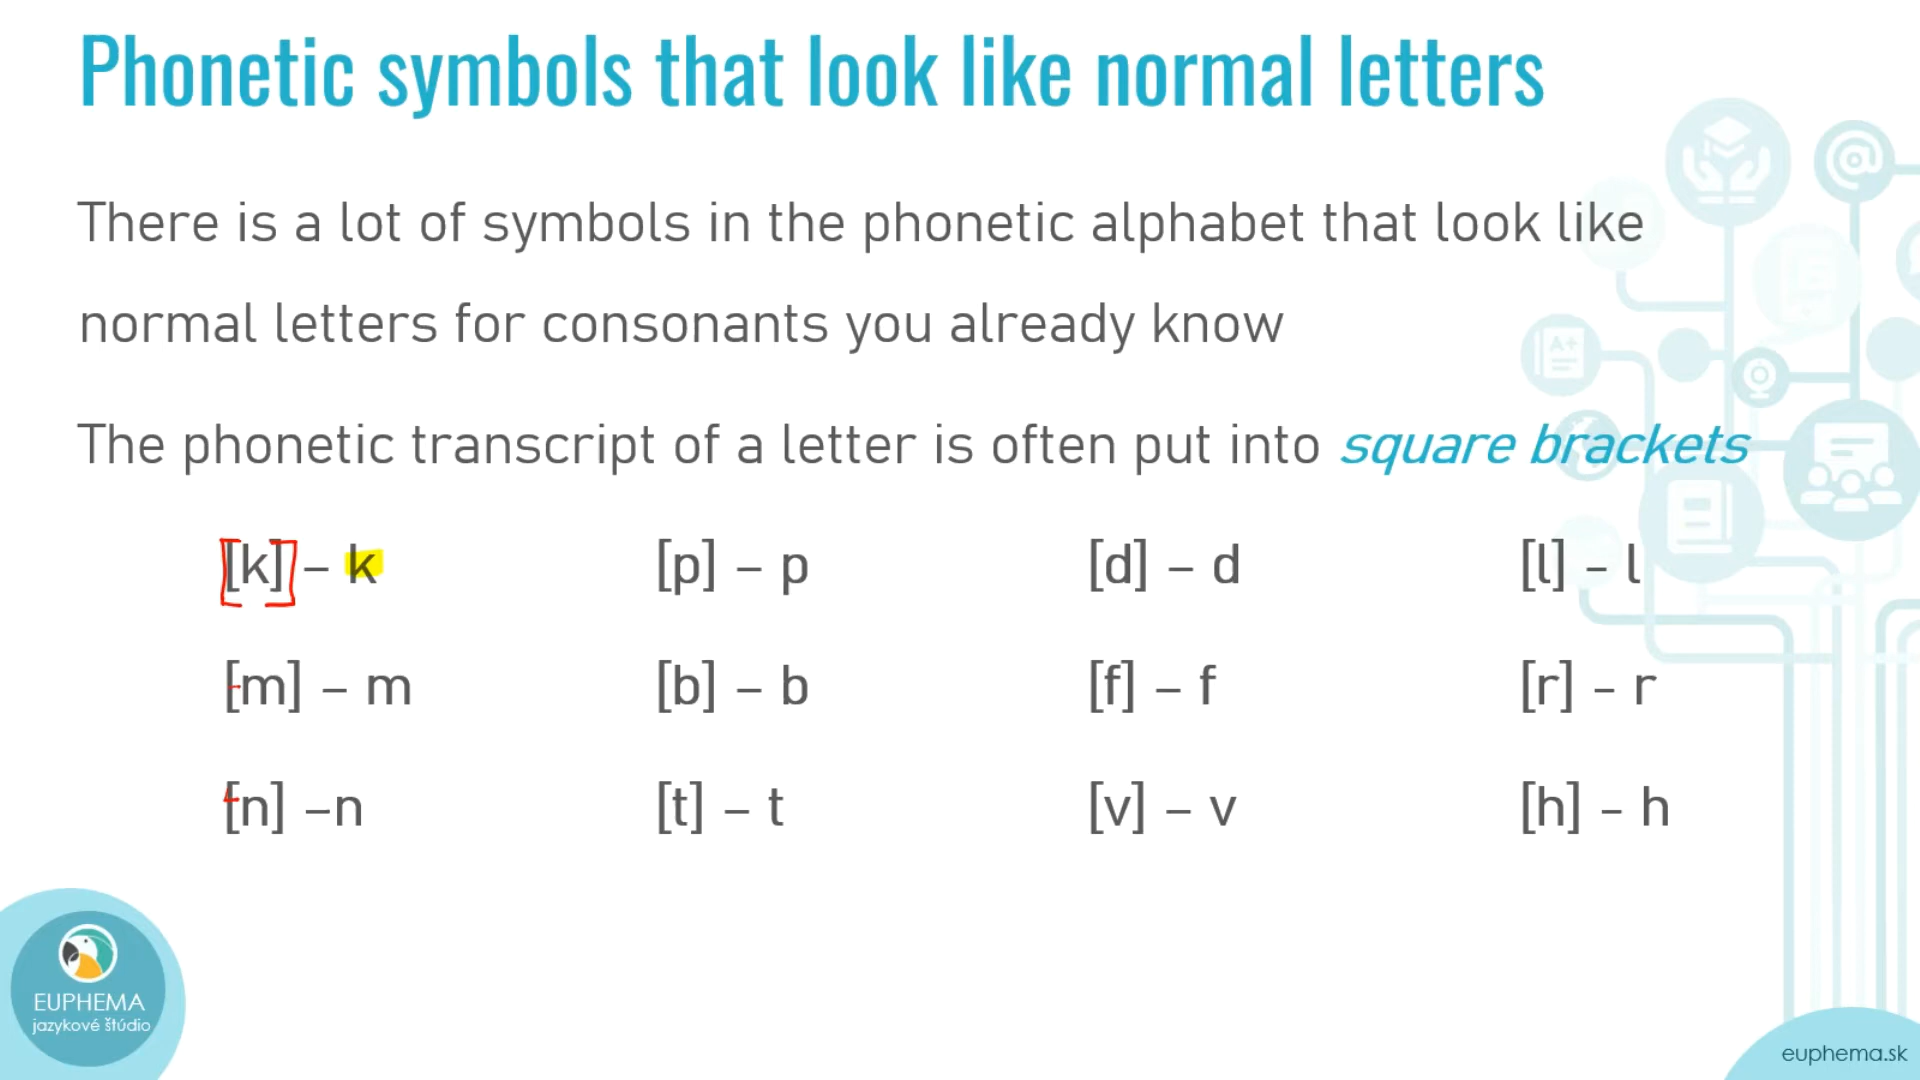 Phonetic symbols that look like normal letters
There is a lot of symbols in the phonetic alphabet that look like
normal letters for consonants you already know
The phonetic transcript of a letter is often put into square brackets
[k] – k [p] – p [d] – d [l] - l
[m] – m [b] – b [f] – f [r] - r
[n] –n [t] – t [v] – v [h] - h
A+
EUPHEMA
jazykové štúdio
euphema.sk